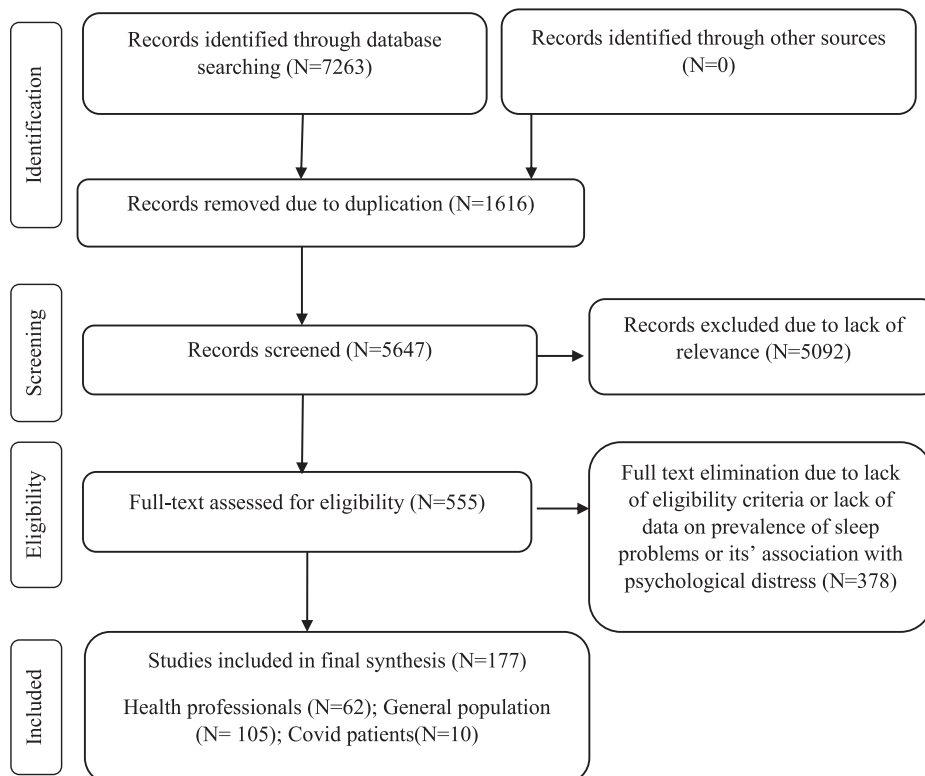 Identification
Records identified through database
searching (N=7263)
Records identified through other sources
(N=0)
Records removed due to duplication (N=1616)
Screening
Records screened (N=5647)
Records excluded due to lack of
relevance (N=5092)
Eligibility
Full-text assessed for eligibility (N=555)
Full text elimination due to lack
of eligibility criteria or lack of
data on prevalence of sleep
problems or its’ association with
psychological distress (N=378)
Included
Studies included in final synthesis (N=177)
Health professionals (N=62); General population
(N= 105); Covid patients(N=10)